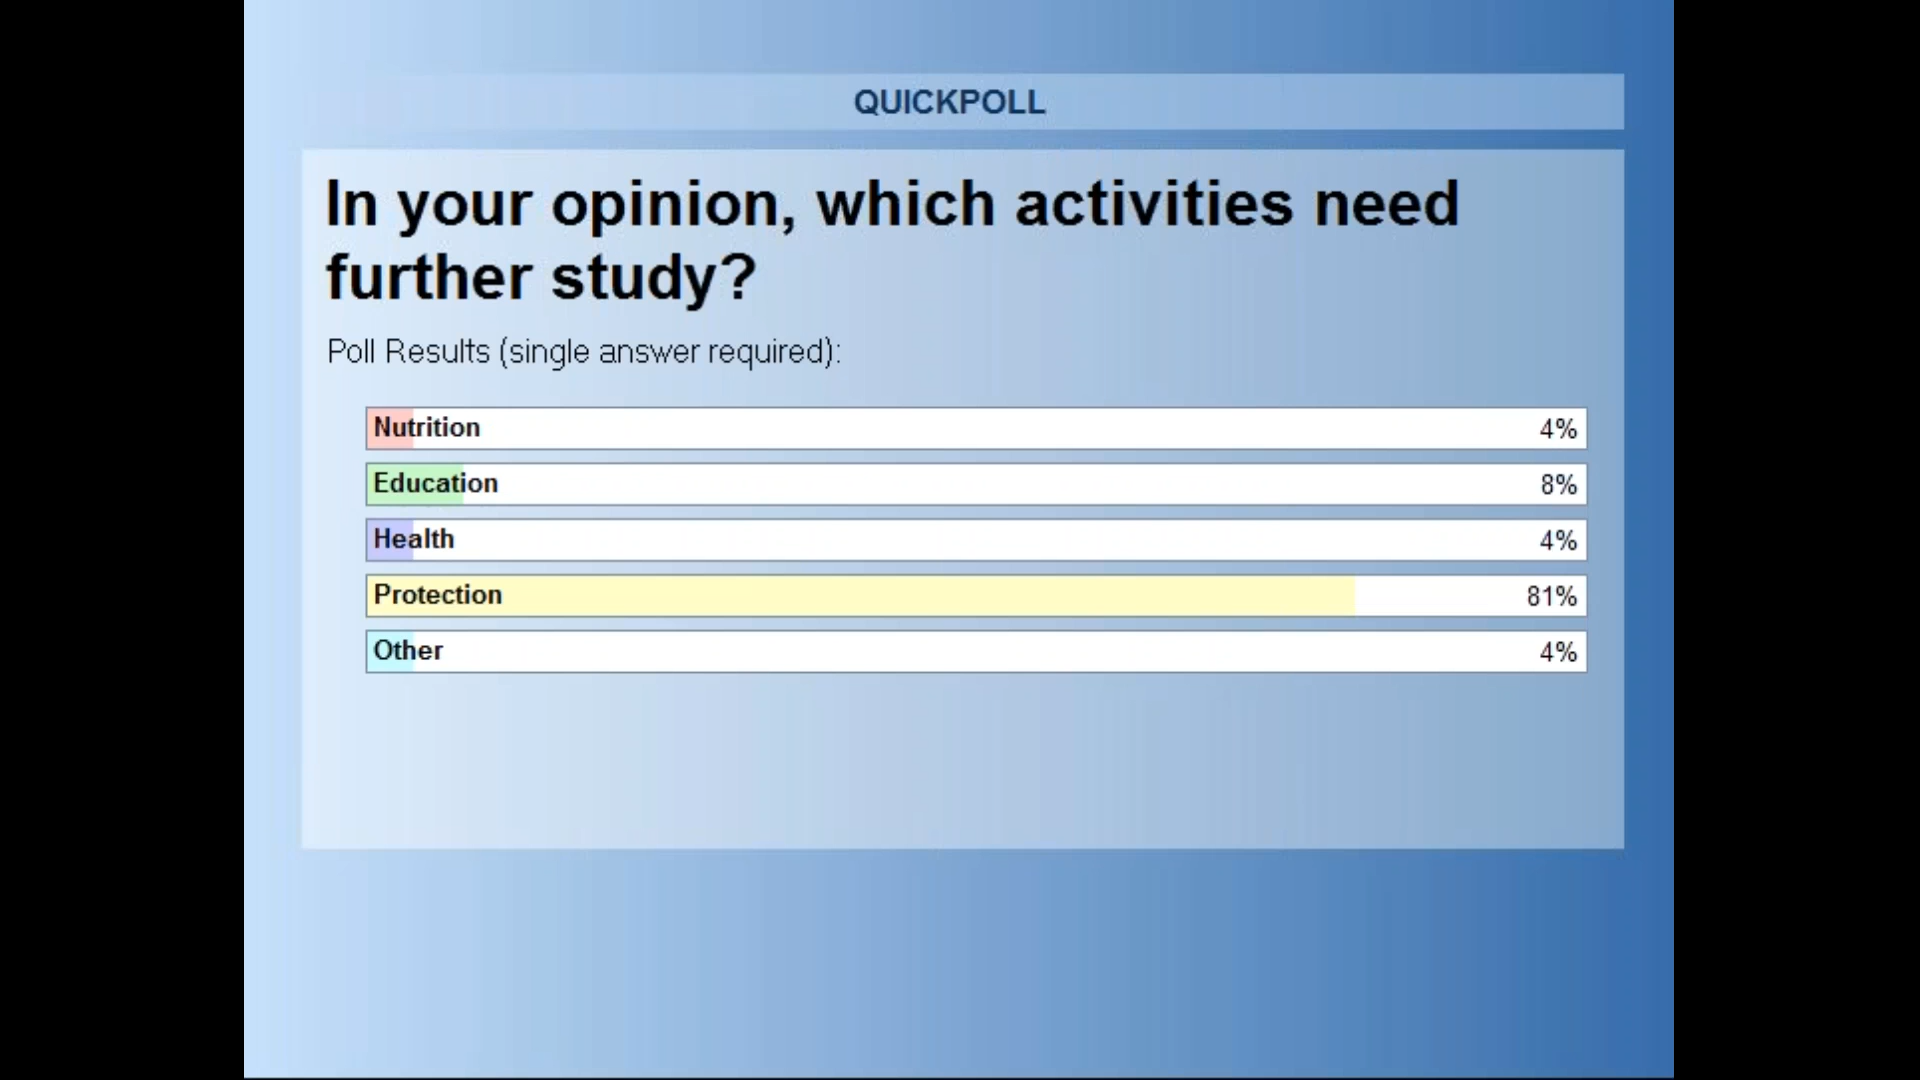 QUICKPOLL
In your opinion, which activities need
further study?
Poll Results (single answer required):
Nutrition 4%
Education 8%
Health 4%
Protection 81%
Other 4%